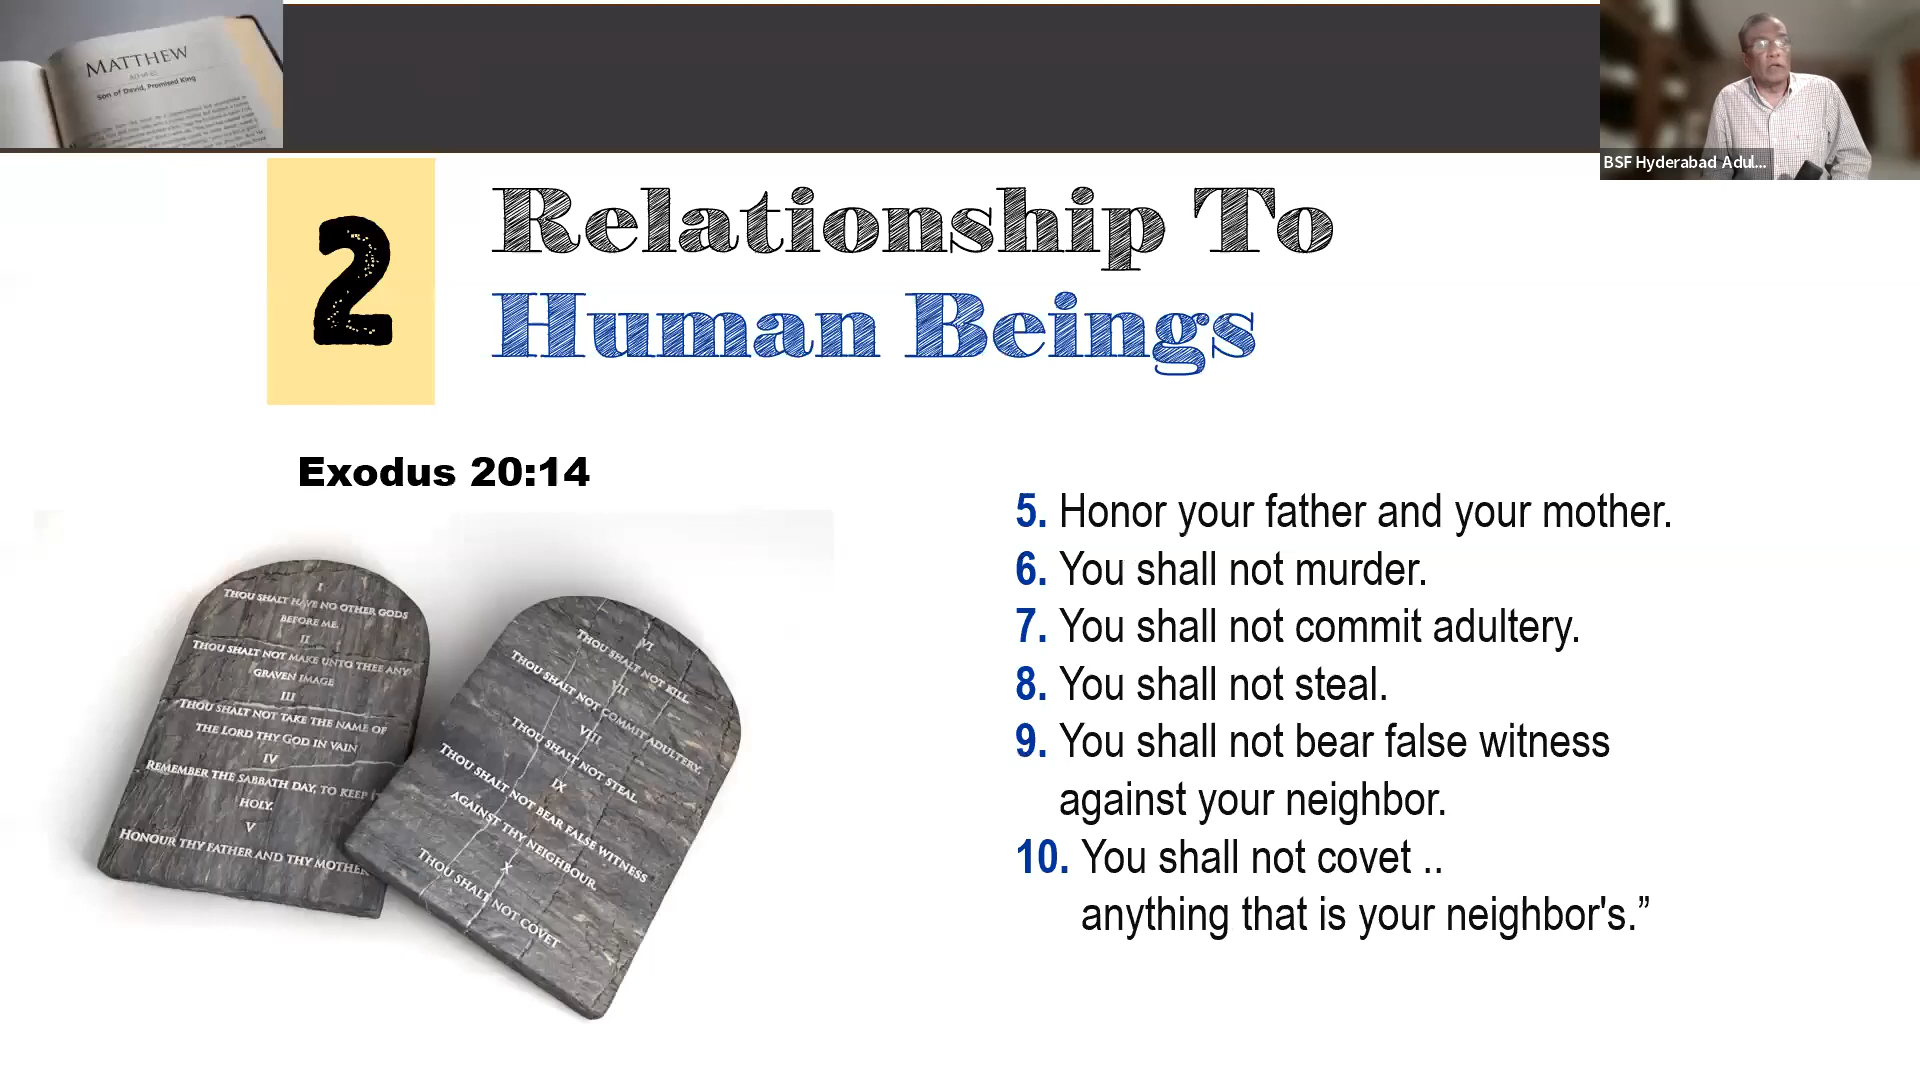 MATTHEW
Son of David, Promised King
BSF Hyderabad Adul...
2
Relationship To
Human Beings
Exodus 20:14
I
THOU SHALT HAVE NO OTHER GODS
BEFORE ME.
II
THOU SHALT NOT MAKE UNTO THEE ANY
GRAVEN IMAGE
III
THOU SHALT NOT TAKE THE NAME OF
THE LORD THY GOD IN VAIN
IV
REMEMBER THE SABBATH DAY, TO KEEP
HOLY.
V
HONOUR THY FATHER AND THY MOTHER
VI
THOU SHALT NOT KILL
VII
THOU SHALT NOT COMMIT ADULTERY.
VIII
THOU SHALT NOT STEAL
IX
THOU SHALT NOT BEAR FALSE WITNESS
AGAINST THY NEIGHBOUR.
X
THOU SHALT NOT COVET
5. Honor your father and your mother.
6. You shall not murder.
7. You shall not commit adultery.
8. You shall not steal.
9. You shall not bear false witness
against your neighbor.
10. You shall not covet ..
anything that is your neighbor's.”